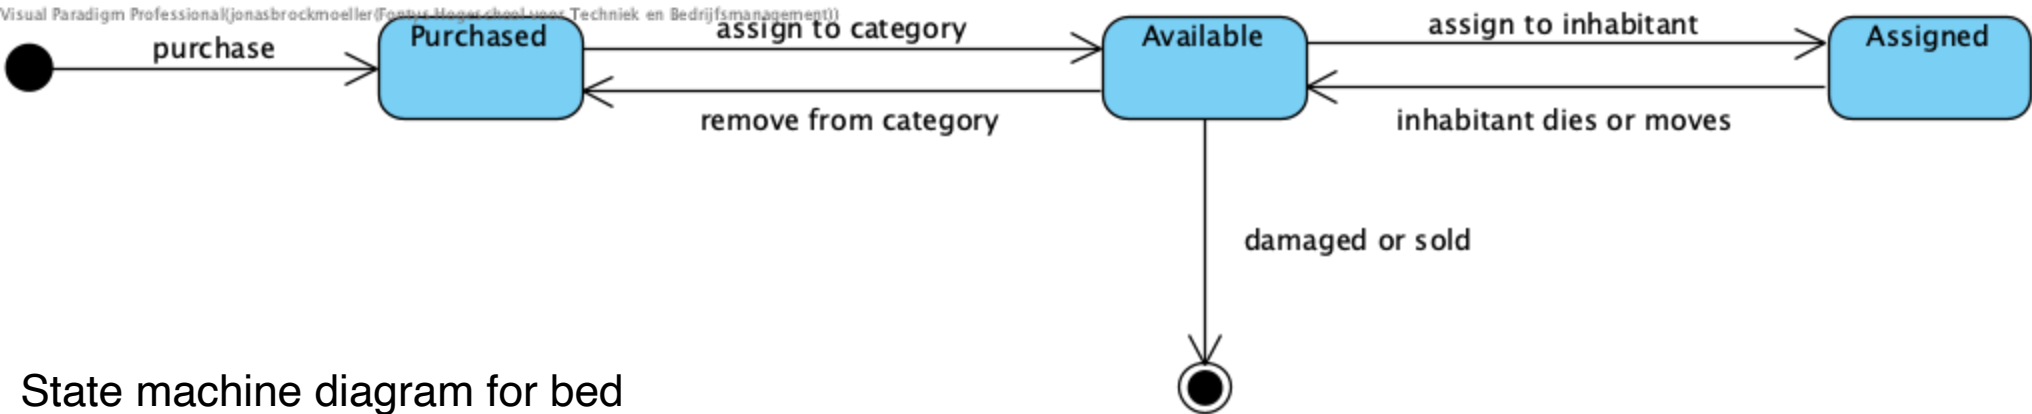 Visual Paradigm Professional(jonasbrockmoeller(Fontys Hogeschool voor Techniek en Bedrijfsmanagement))
purchase
Purchased
assign to category
Available
assign to inhabitant
Assigned
remove from category
inhabitant dies or moves
damaged or sold
State machine diagram for bed